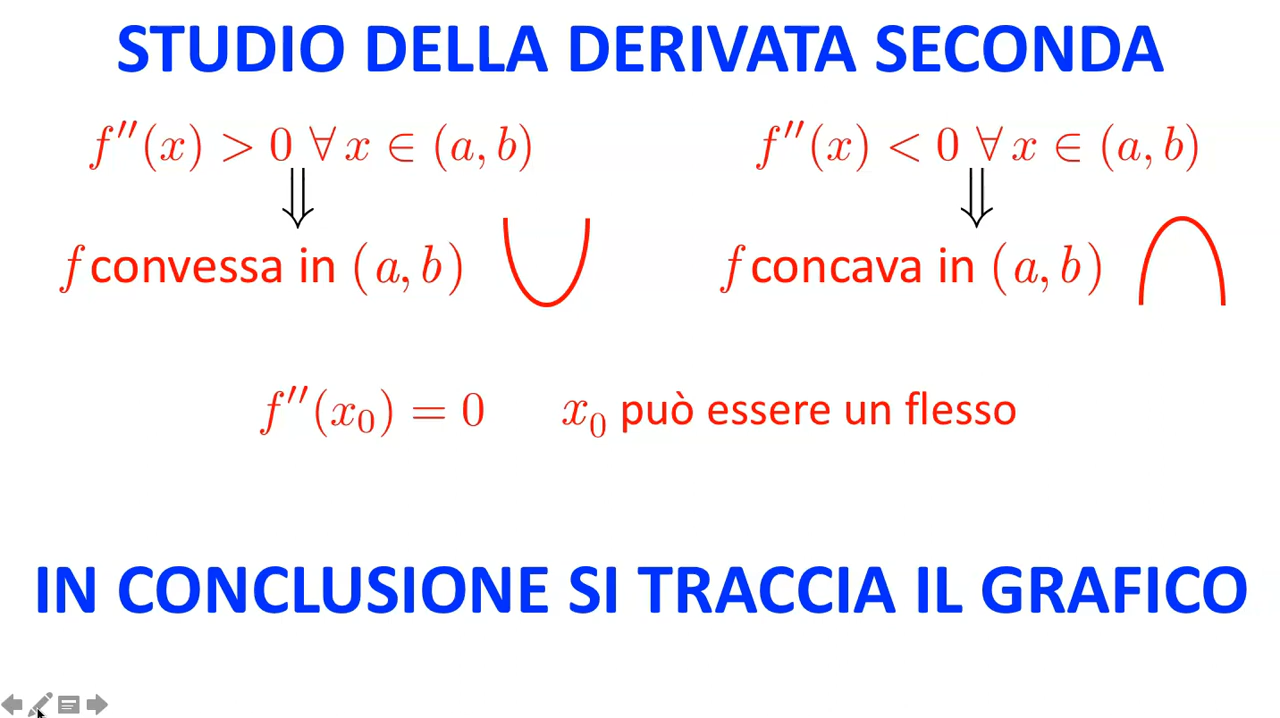 STUDIO DELLA DERIVATA SECONDA
f''(x) > 0 ∀ x ∈ (a, b)
f''(x) < 0 ∀ x ∈ (a, b)
⇓
⇓
f convessa in (a, b)
f concava in (a, b)
f''(x₀) = 0 x₀ può essere un flesso
IN CONCLUSIONE SI TRACCIA IL GRAFICO